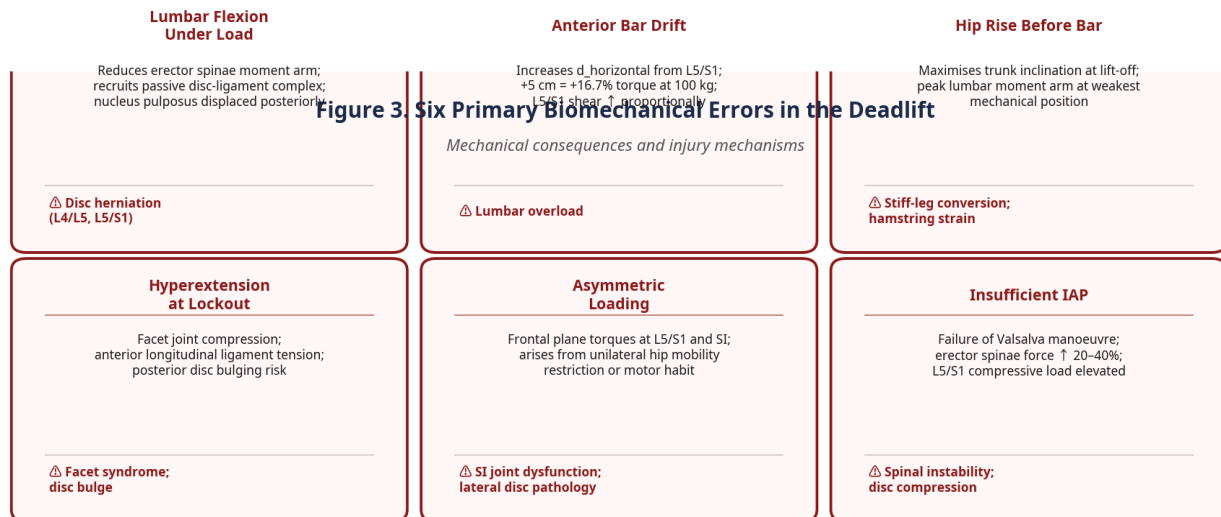 Lumbar Flexion
Under Load
Reduces erector spinae moment arm;
recruits passive disc-ligament complex;
nucleus pulposus displaced posteriorly
⚠ Disc herniation
(L4/L5, L5/S1)
Anterior Bar Drift
Increases d_horizontal from L5/S1;
+5 cm = +16.7% torque at 100 kg;
L5/S1 shear ↑ proportionally
⚠ Lumbar overload
Hip Rise Before Bar
Maximises trunk inclination at lift-off;
peak lumbar moment arm at weakest
mechanical position
⚠ Stiff-leg conversion;
hamstring strain
Figure 3. Six Primary Biomechanical Errors in the Deadlift
Mechanical consequences and injury mechanisms
Hyperextension
at Lockout
Facet joint compression;
anterior longitudinal ligament tension;
posterior disc bulging risk
⚠ Facet syndrome;
disc bulge
Asymmetric
Loading
Frontal plane torques at L5/S1 and SI;
arises from unilateral hip mobility
restriction or motor habit
⚠ SI joint dysfunction;
lateral disc pathology
Insufficient IAP
Failure of Valsalva manoeuvre;
erector spinae force ↑ 20–40%;
L5/S1 compressive load elevated
⚠ Spinal instability;
disc compression